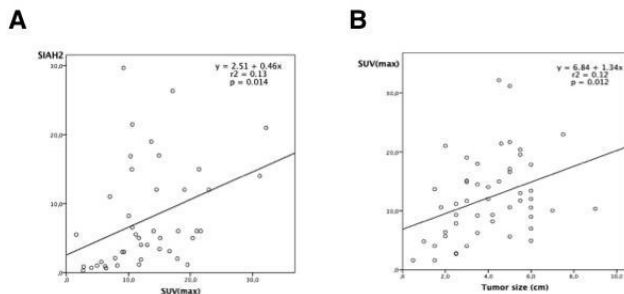 A
SIAH2
y = 2.51 + 0.46x
r2 = 0.13
p = 0.014
30,0
20,0
10,0
,0
,0
10,0
20,0
30,0
SUV(max)
B
SUV(max)
y = 6.84 + 1.34x
r2 = 0.12
p = 0.012
30,0
20,0
10,0
,0
,0
2,0
4,0
6,0
8,0
10,0
Tumor size (cm)